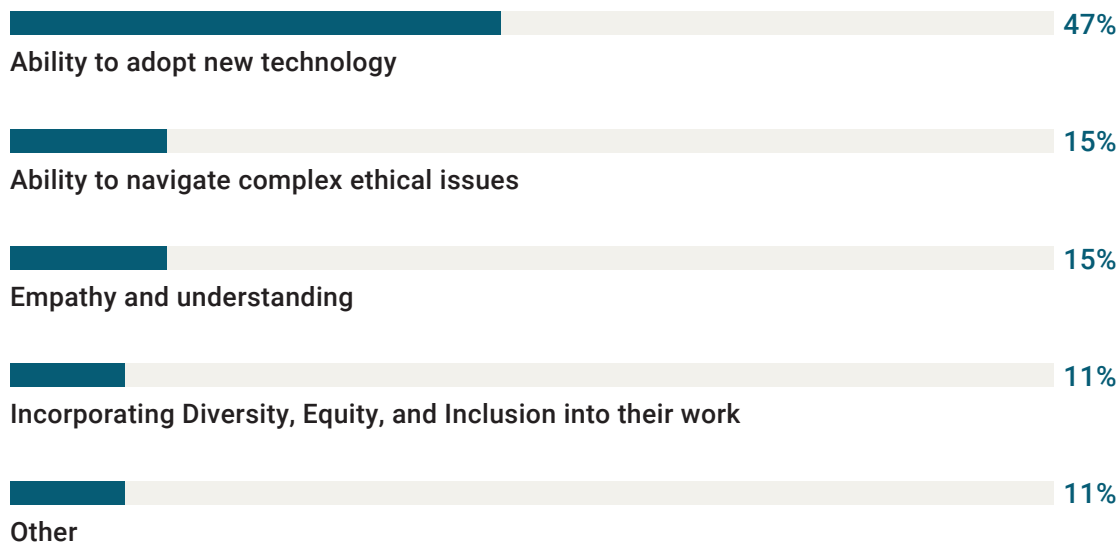 47%
Ability to adopt new technology
15%
Ability to navigate complex ethical issues
15%
Empathy and understanding
11%
Incorporating Diversity, Equity, and Inclusion into their work
11%
Other